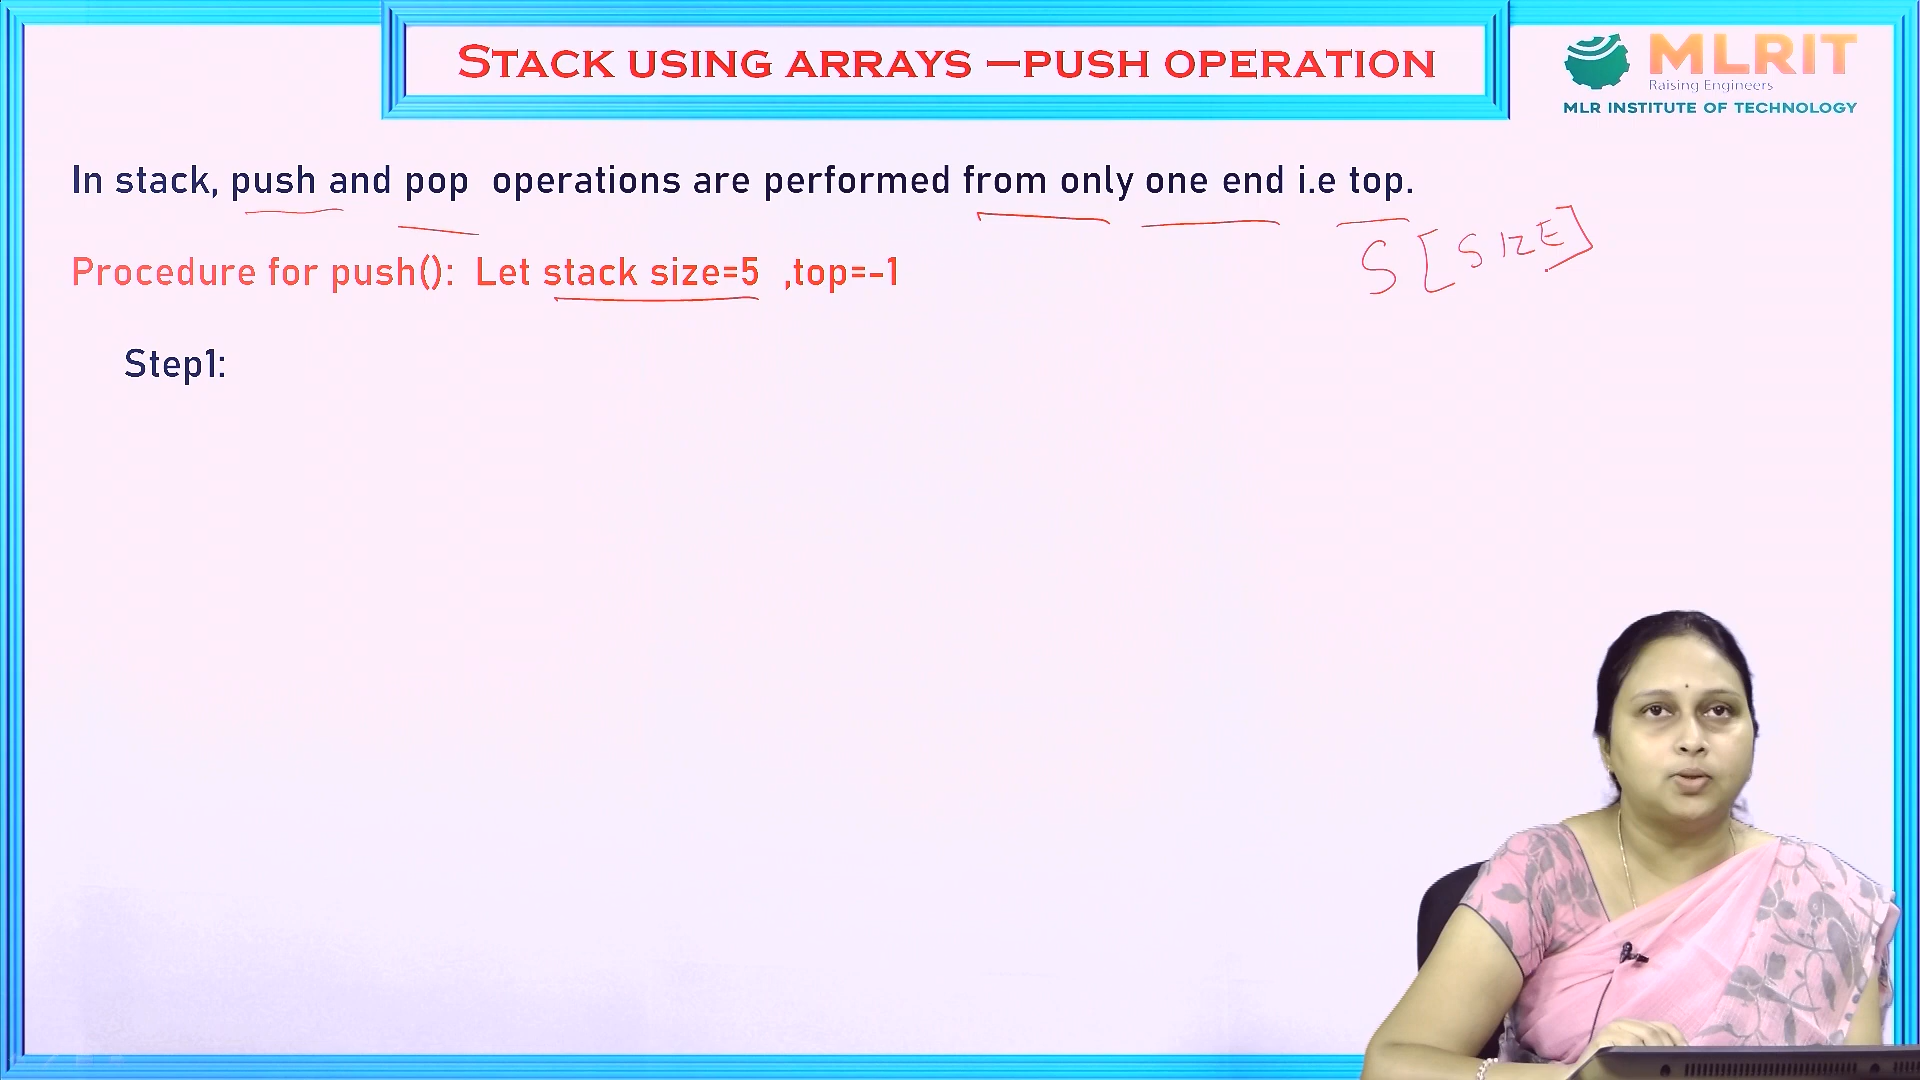 STACK USING ARRAYS –PUSH OPERATION
MLRIT
Raising Engineers
MLR INSTITUTE OF TECHNOLOGY
In stack, push and pop operations are performed from only one end i.e top.
S[SIZE]
Procedure for push(): Let stack size=5 ,top=-1
Step1: